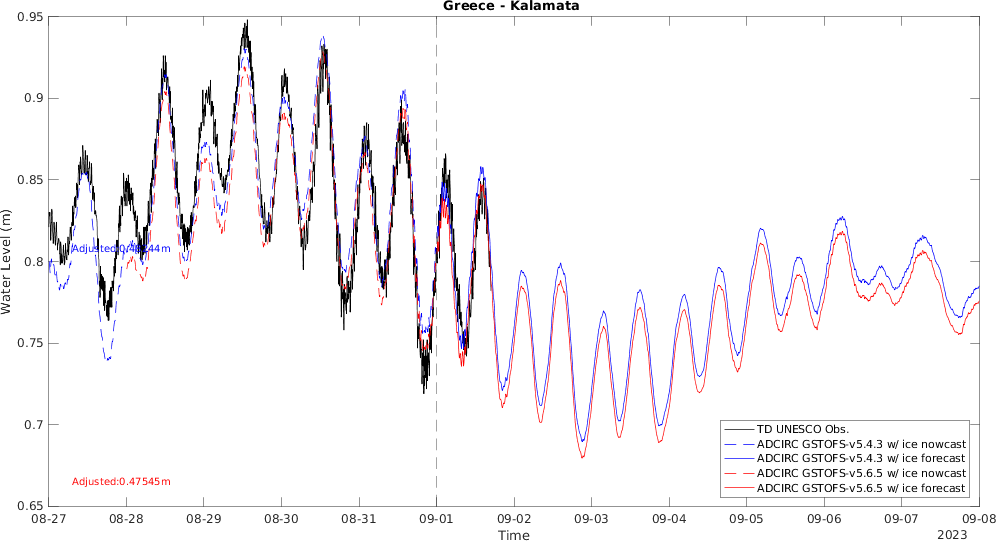 Greece - Kalamata
0.95
0.9
0.85
0.8
0.75
0.7
0.65
Water Level (m)
Adjusted:0.47545m
TD UNESCO Obs.
ADCIRC GSTOFS-v5.4.3 w/ ice nowcast
ADCIRC GSTOFS-v5.4.3 w/ ice forecast
ADCIRC GSTOFS-v5.6.5 w/ ice nowcast
ADCIRC GSTOFS-v5.6.5 w/ ice forecast
08-27 08-28 08-29 08-30 08-31 09-01 09-02 09-03 09-04 09-05 09-06 09-07 09-08
Time
2023